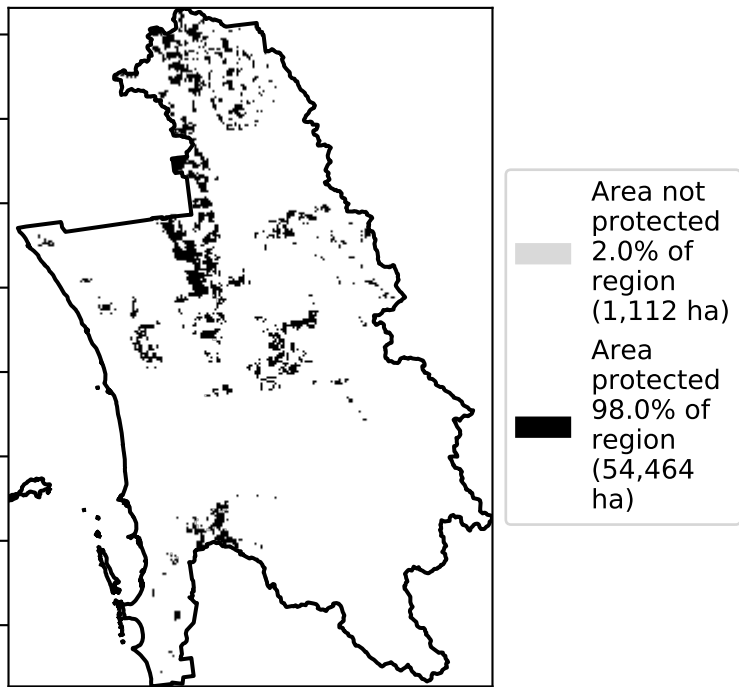 Area not
protected
2.0% of
region
(1,112 ha)
Area
protected
98.0% of
region
(54,464
ha)